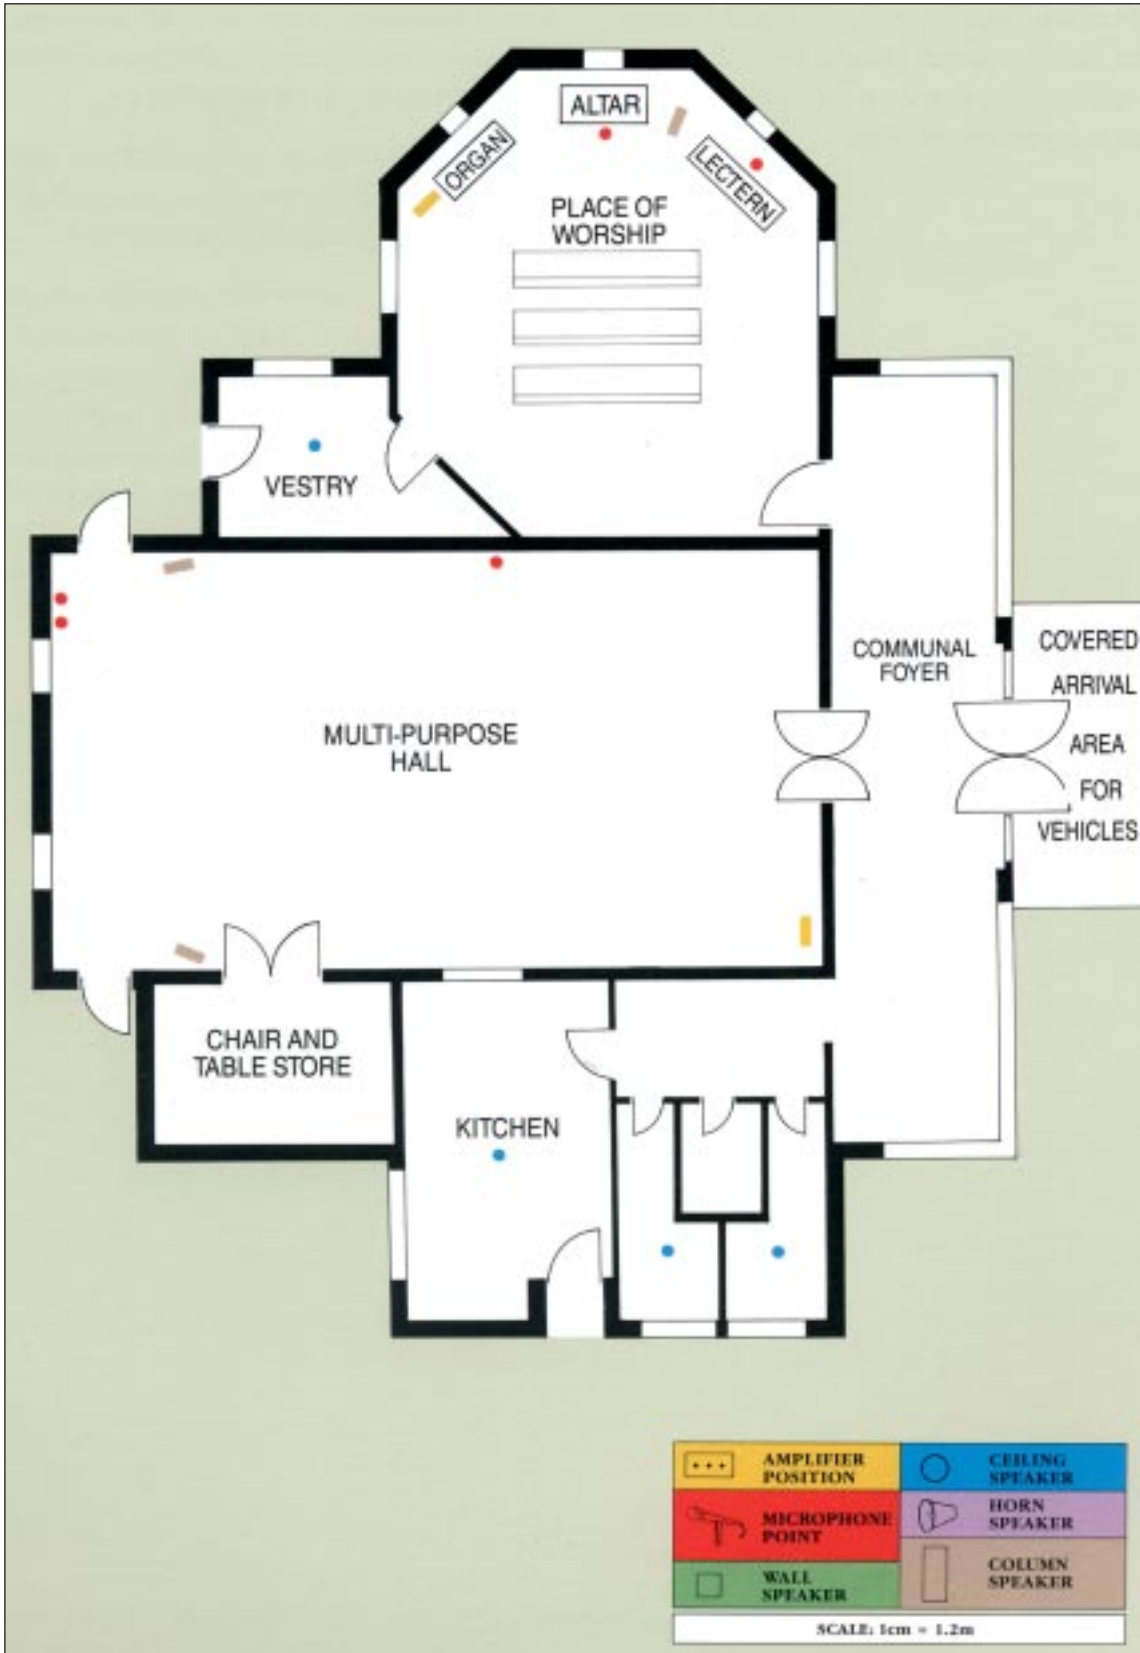 ALTAR
ORGAN
LECTERN
PLACE OF
WORSHIP
VESTRY
COMMUNAL
FOYER
COVERED
ARRIVAL
AREA
FOR
VEHICLES
MULTI-PURPOSE
HALL
CHAIR AND
TABLE STORE
KITCHEN
AMPLIFIER
POSITION
CEILING
SPEAKER
MICROPHONE
POINT
HORN
SPEAKER
WALL
SPEAKER
COLUMN
SPEAKER
SCALE: 1cm = 1.2m